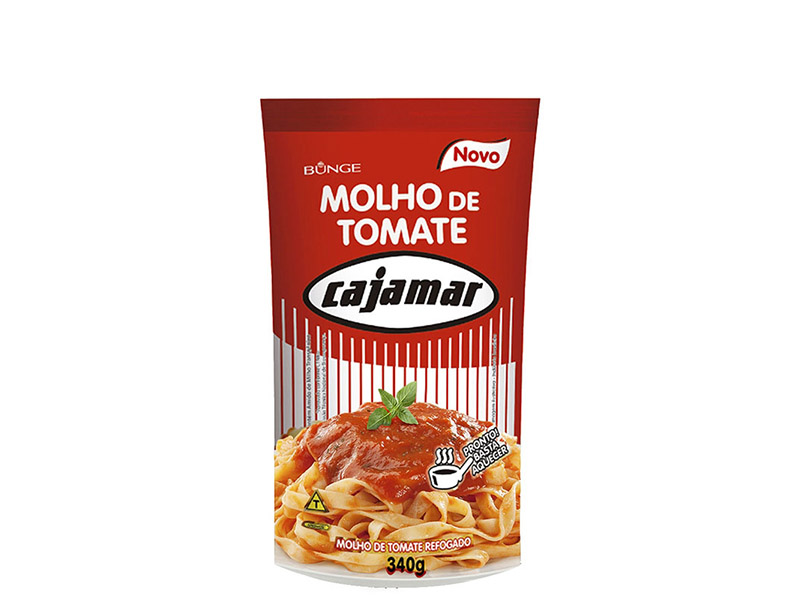 BUNGE
Novo
MOLHO DE
TOMATE
cajamar
PRONTO!
BASTA
AQUECER
T
MOLHO DE TOMATE REFOGADO
340g